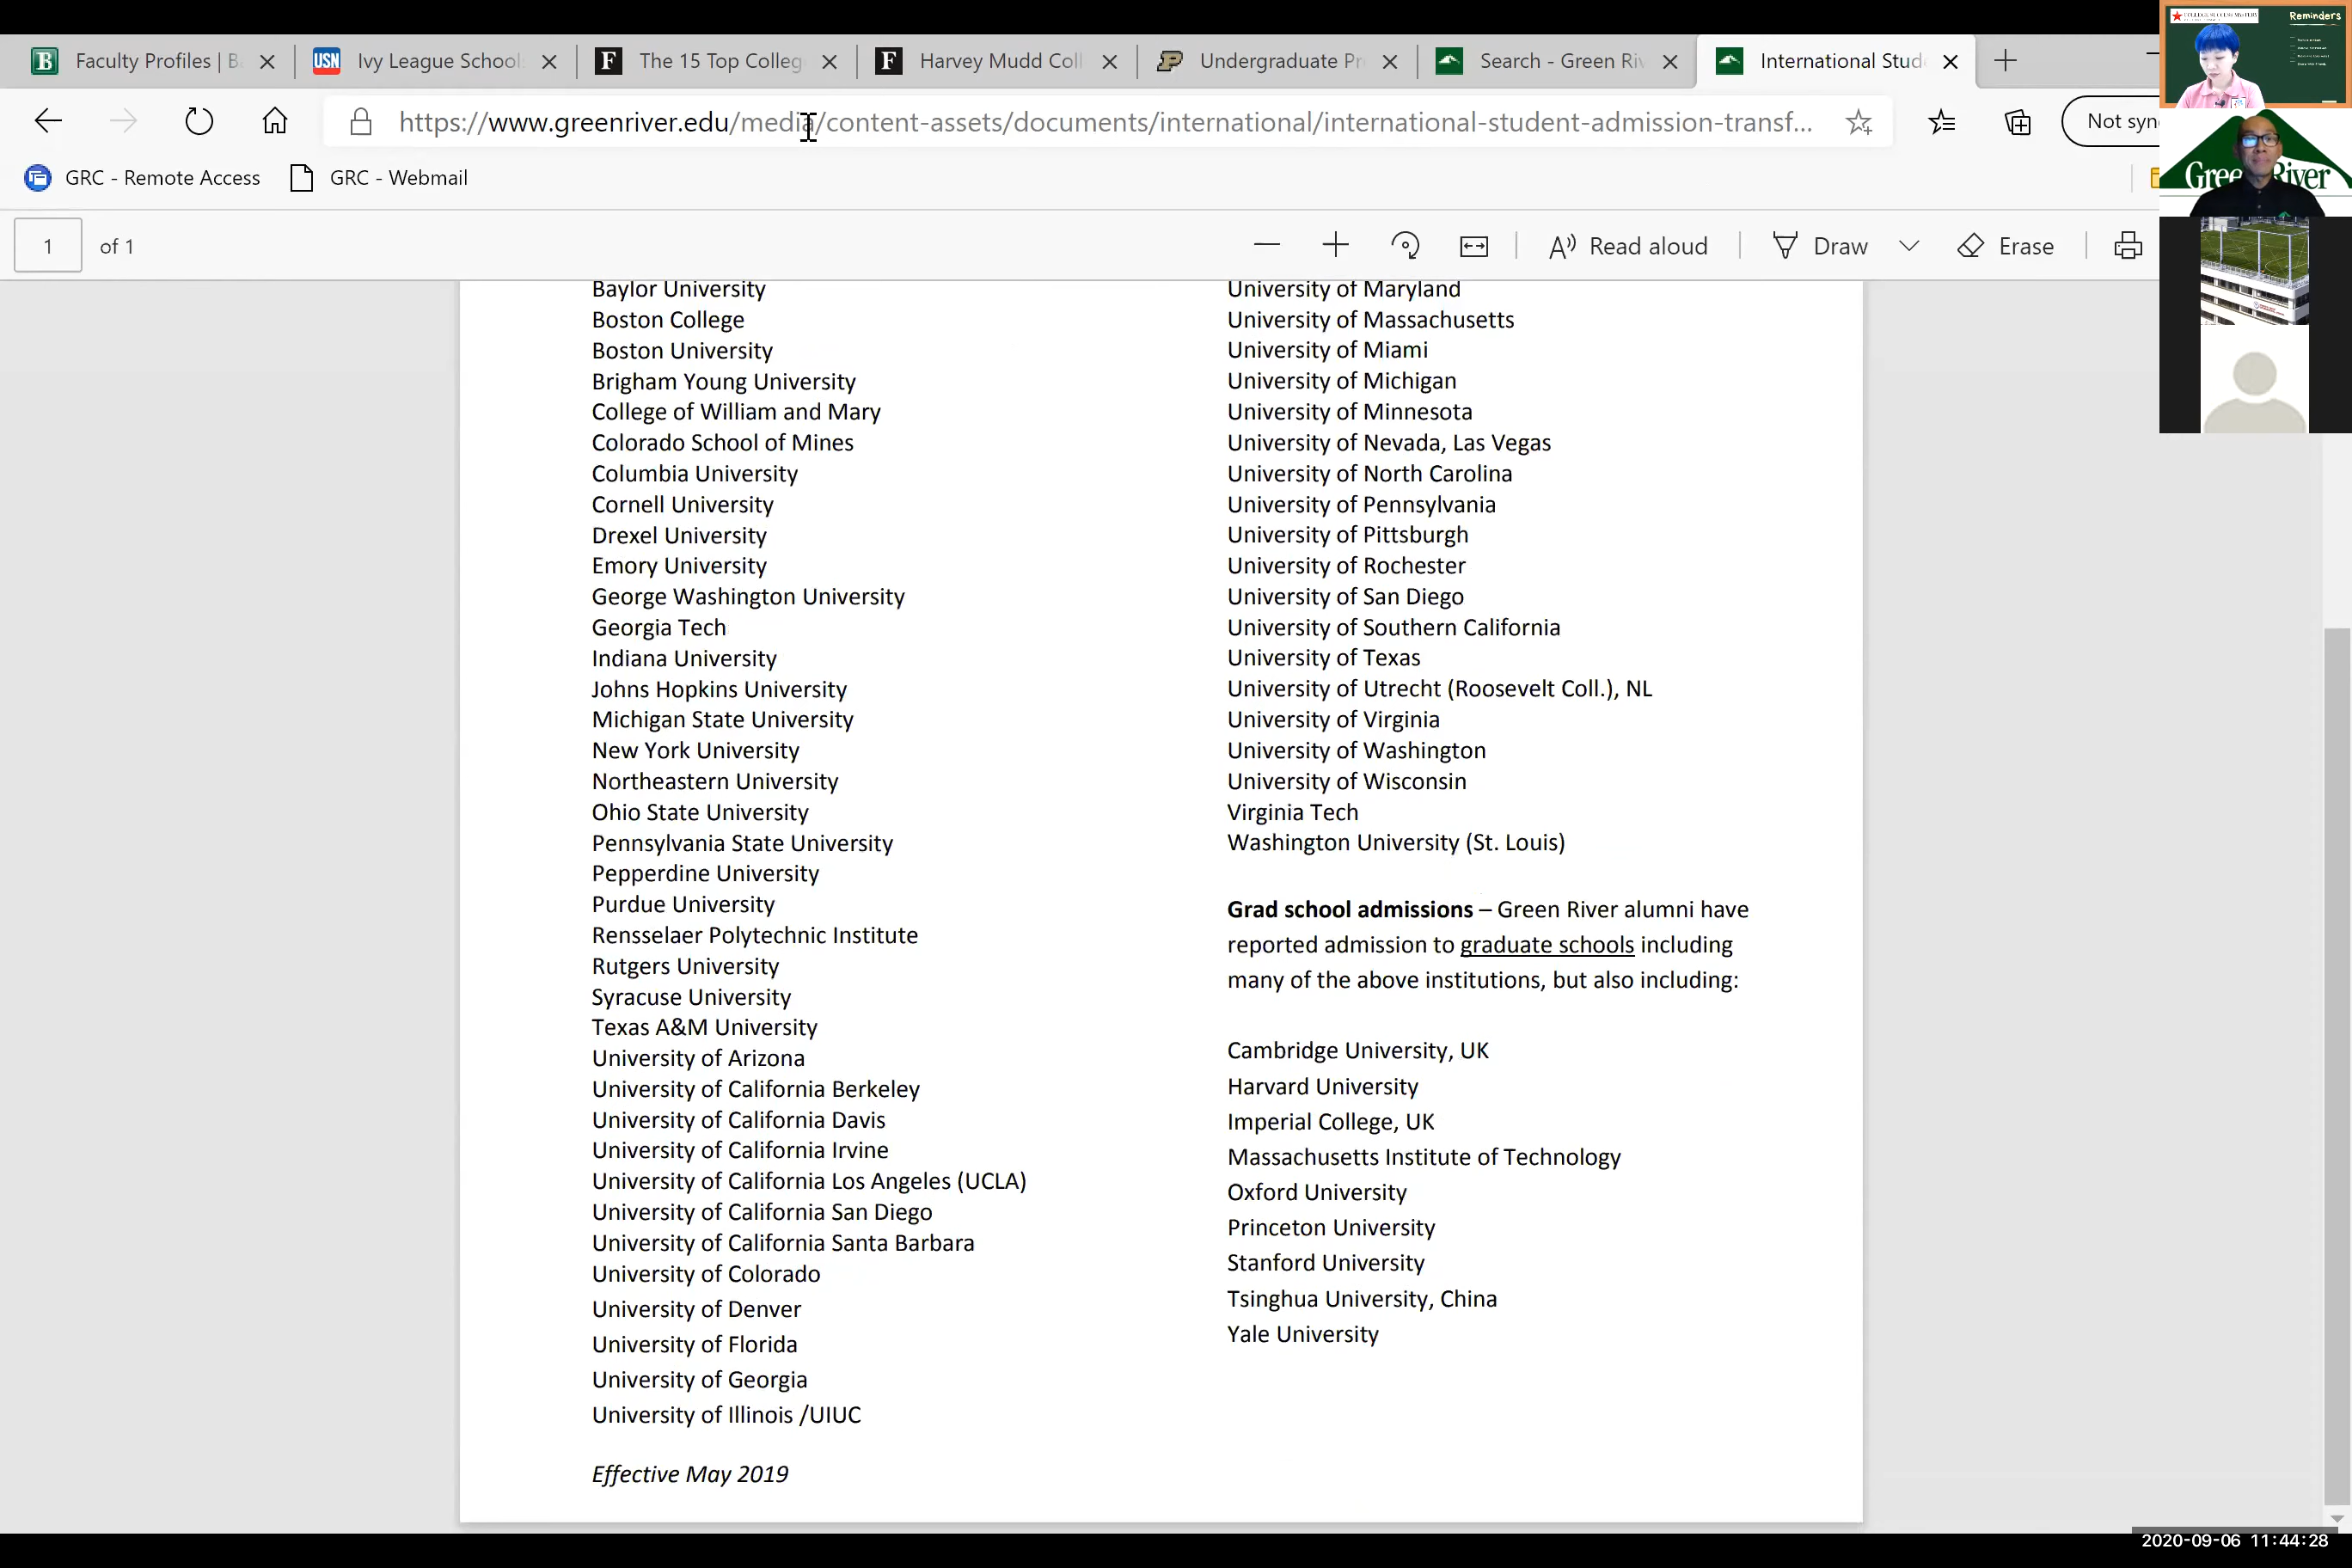 Faculty Profiles | B
Ivy League School
The 15 Top Colleg
Harvey Mudd Coll
Undergraduate Pr
Search - Green Riv
International Stud
https://www.greenriver.edu/media/content-assets/documents/international/international-student-admission-transf...
Not syn
GRC - Remote Access
GRC - Webmail
1 of 1
Read aloud
Draw
Erase
Reminders
Green River
Baylor University
Boston College
Boston University
Brigham Young University
College of William and Mary
Colorado School of Mines
Columbia University
Cornell University
Drexel University
Emory University
George Washington University
Georgia Tech
Indiana University
Johns Hopkins University
Michigan State University
New York University
Northeastern University
Ohio State University
Pennsylvania State University
Pepperdine University
Purdue University
Rensselaer Polytechnic Institute
Rutgers University
Syracuse University
Texas A&M University
University of Arizona
University of California Berkeley
University of California Davis
University of California Irvine
University of California Los Angeles (UCLA)
University of California San Diego
University of California Santa Barbara
University of Colorado
University of Denver
University of Florida
University of Georgia
University of Illinois /UIUC
Effective May 2019
University of Maryland
University of Massachusetts
University of Miami
University of Michigan
University of Minnesota
University of Nevada, Las Vegas
University of North Carolina
University of Pennsylvania
University of Pittsburgh
University of Rochester
University of San Diego
University of Southern California
University of Texas
University of Utrecht (Roosevelt Coll.), NL
University of Virginia
University of Washington
University of Wisconsin
Virginia Tech
Washington University (St. Louis)
Grad school admissions – Green River alumni have
reported admission to graduate schools including
many of the above institutions, but also including:
Cambridge University, UK
Harvard University
Imperial College, UK
Massachusetts Institute of Technology
Oxford University
Princeton University
Stanford University
Tsinghua University, China
Yale University
2020-09-06 11:44:28